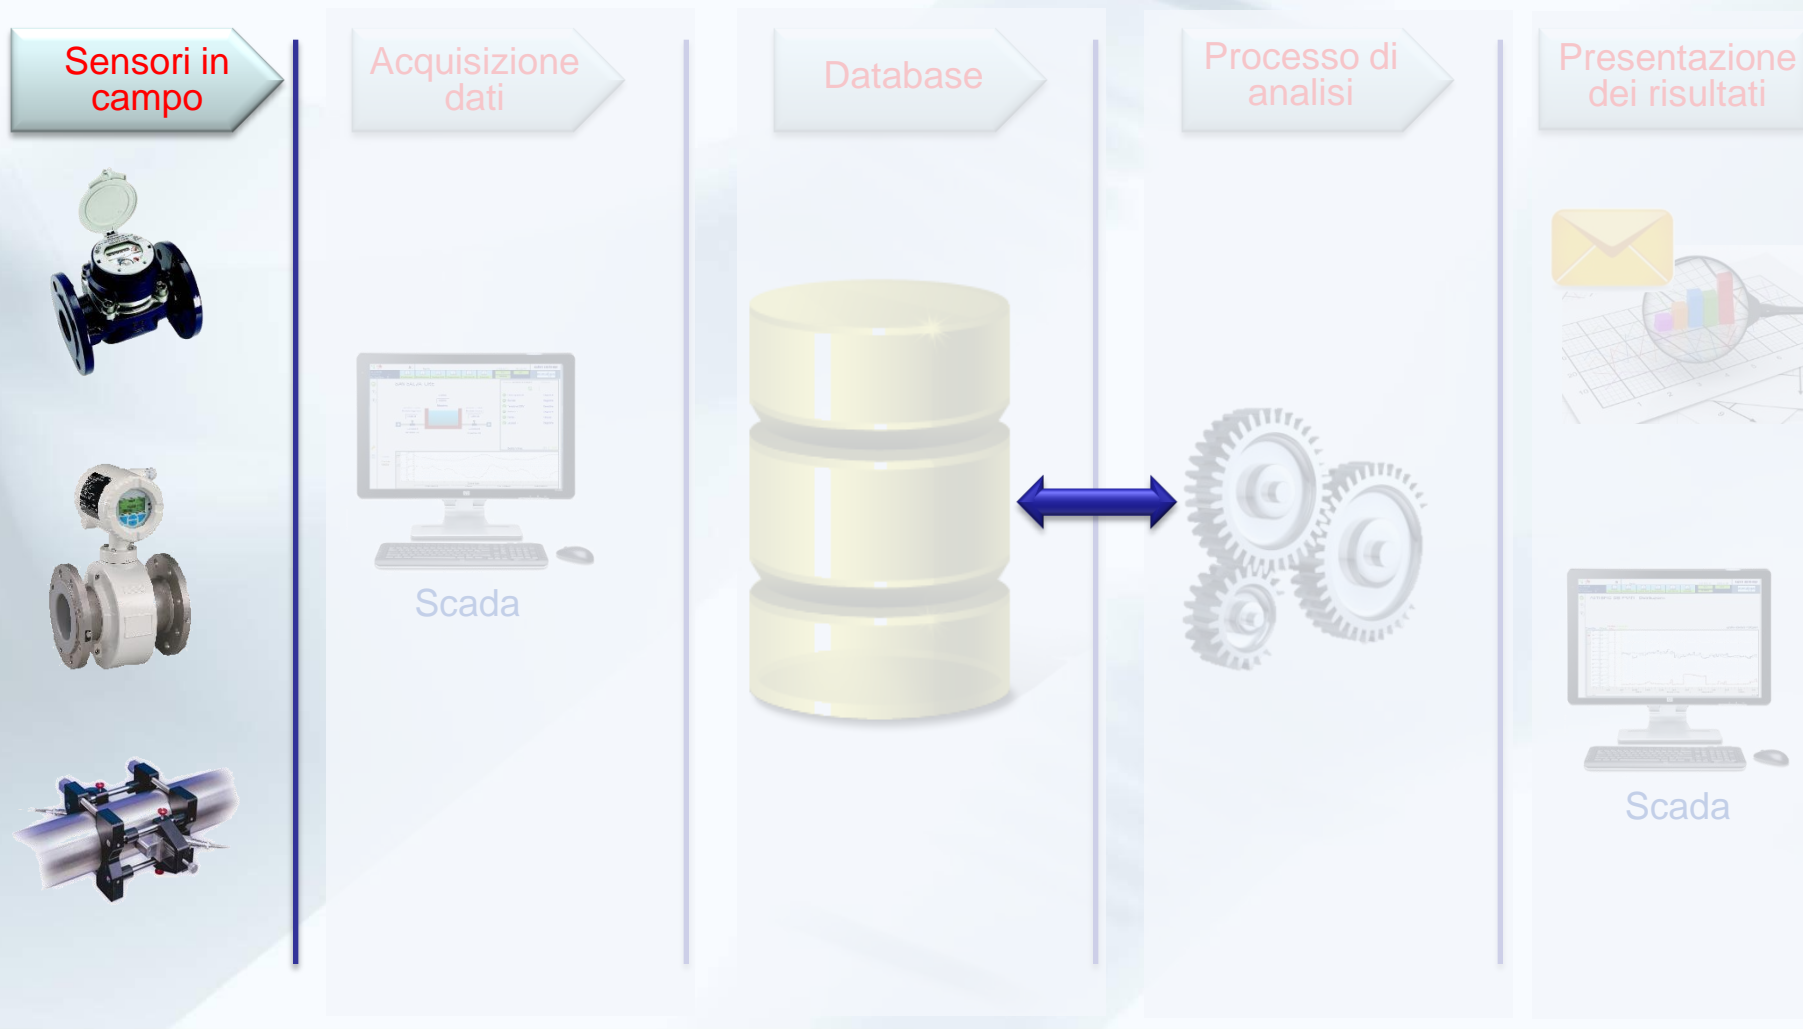 Sensori in
campo
Acquisizione
dati
Database
Processo di
analisi
Presentazione
dei risultati
Scada
Scada